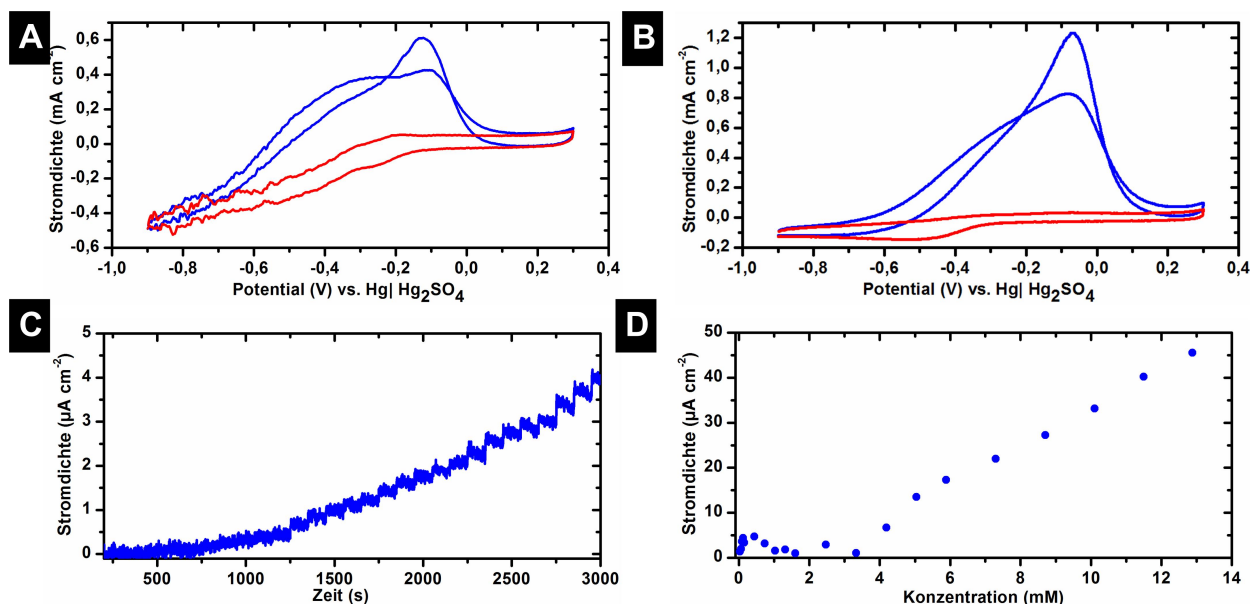 A
Stromdichte (mA cm-2)
0,6
0,4
0,2
0,0
-0,2
-0,4
-0,6
-1,0 -0,8 -0,6 -0,4 -0,2 0,0 0,2 0,4
Potential (V) vs. Hg| Hg2SO4
B
Stromdichte (mA cm-2)
1,2
1,0
0,8
0,6
0,4
0,2
0,0
-0,2
-1,0 -0,8 -0,6 -0,4 -0,2 0,0 0,2 0,4
Potential (V) vs. Hg| Hg2SO4
C
Stromdichte (µA cm-2)
5
4
3
2
1
0
500 1000 1500 2000 2500 3000
Zeit (s)
D
Stromdichte (µA cm-2)
50
40
30
20
10
0
0 2 4 6 8 10 12 14
Konzentration (mM)